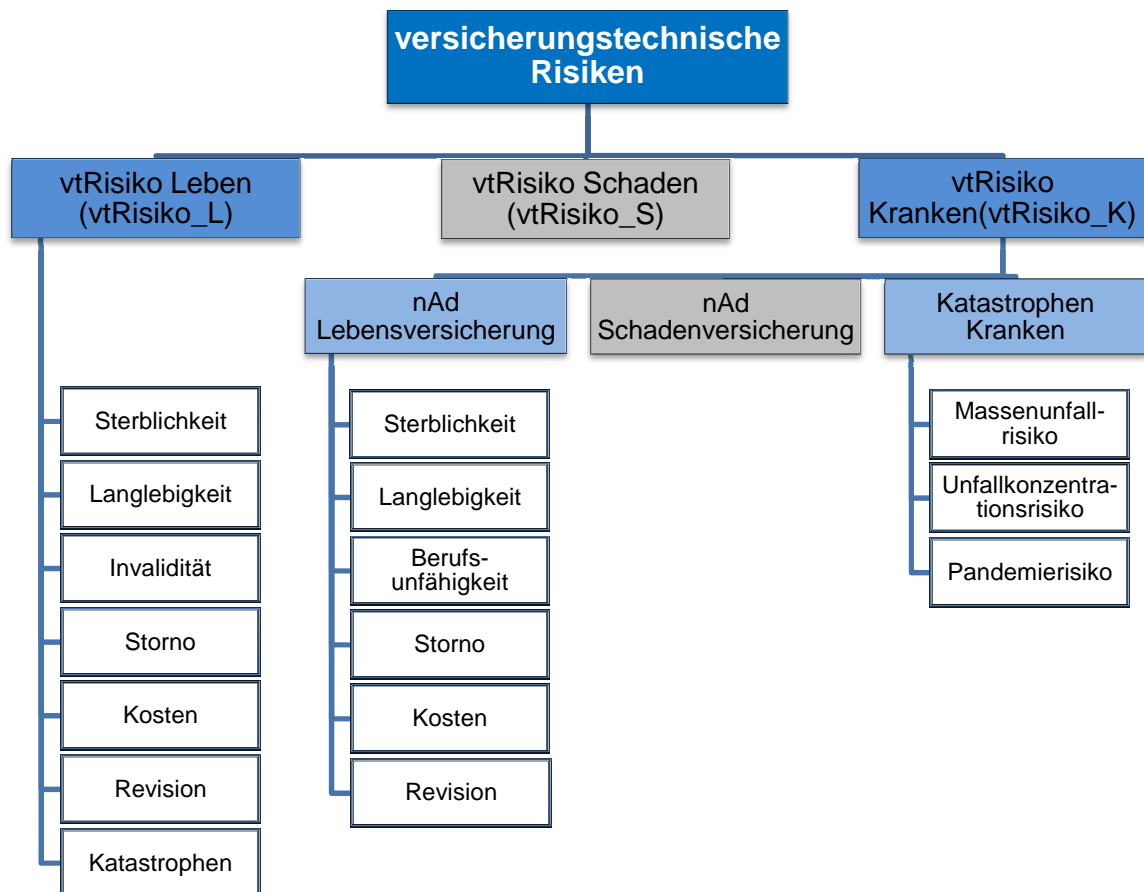 versicherungstechnische
Risiken
vtRisiko Leben
(vtRisiko_L)
vtRisiko Schaden
(vtRisiko_S)
vtRisiko
Kranken(vtRisiko_K)
nAd
Lebensversicherung
nAd
Schadenversicherung
Katastrophen
Kranken
Sterblichkeit
Langlebigkeit
Invalidität
Storno
Kosten
Revision
Katastrophen
Sterblichkeit
Langlebigkeit
Berufs-
unfähigkeit
Storno
Kosten
Revision
Massenunfall-
risiko
Unfallkonzentra-
tionsrisiko
Pandemierisiko